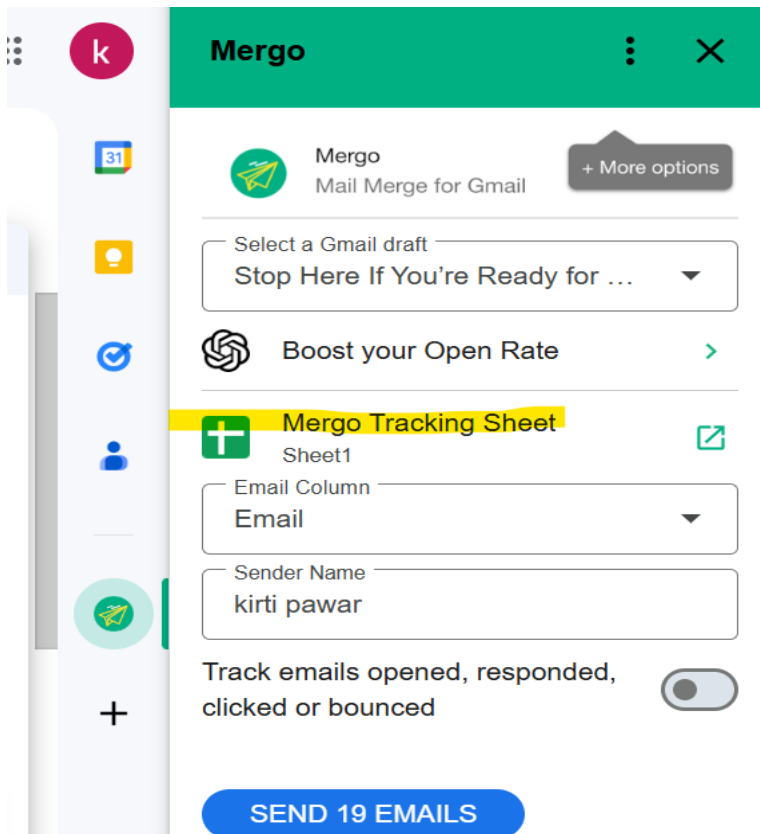 k
Mergo
31
Mergo
Mail Merge for Gmail
+ More options
Select a Gmail draft
Stop Here If You're Ready for ...
Boost your Open Rate
Mergo Tracking Sheet
Sheet1
Email Column
Email
Sender Name
kirti pawar
Track emails opened, responded,
clicked or bounced
SEND 19 EMAILS